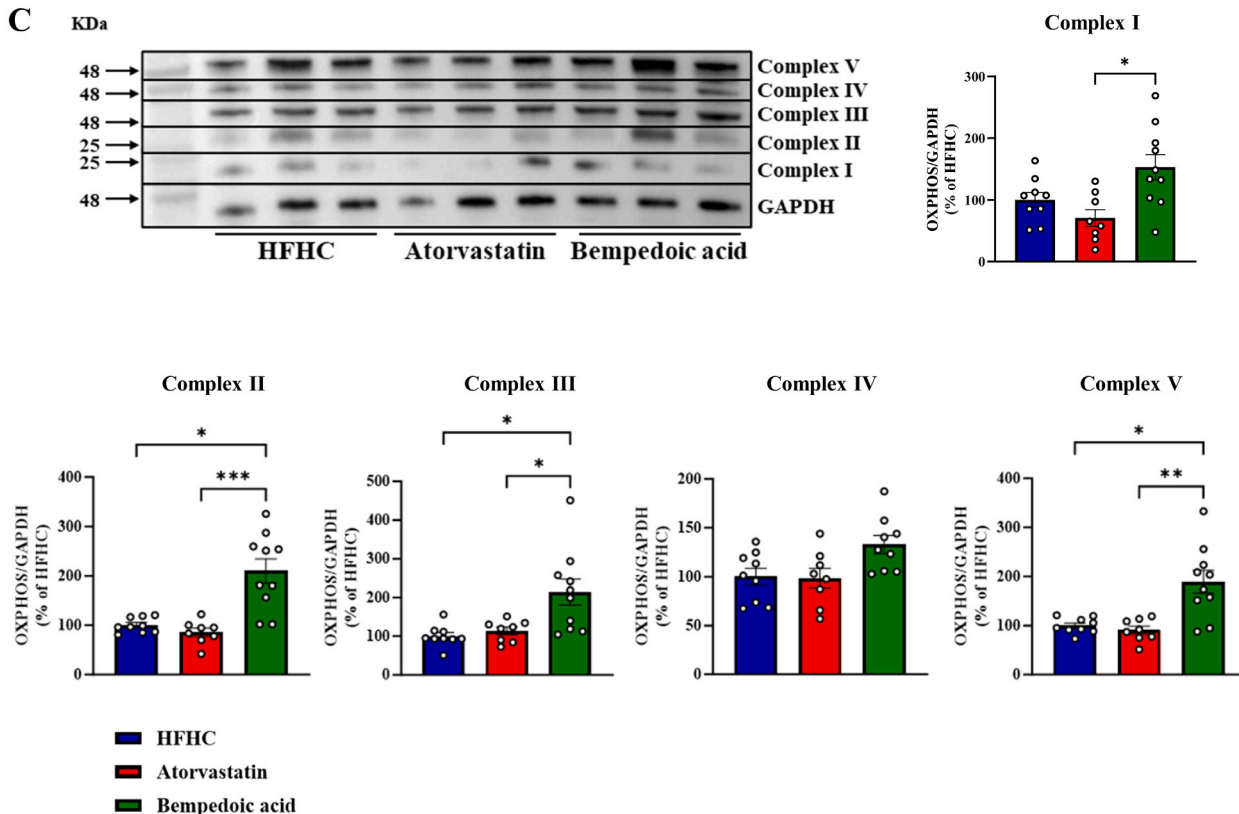 C
KDa
48
48
48
25
25
48
Complex V
Complex IV
Complex III
Complex II
Complex I
GAPDH
HFHC Atorvastatin Bempedoic acid
Complex I
*
OXPHOS/GAPDH
(% of HFHC)
300
200
100
0
Complex II
*
***
OXPHOS/GAPDH
(% of HFHC)
400
300
200
100
0
Complex III
*
*
OXPHOS/GAPDH
(% of HFHC)
500
400
300
200
100
0
Complex IV
OXPHOS/GAPDH
(% of HFHC)
200
150
100
50
0
Complex V
*
**
OXPHOS/GAPDH
(% of HFHC)
400
300
200
100
0
HFHC
Atorvastatin
Bempedoic acid